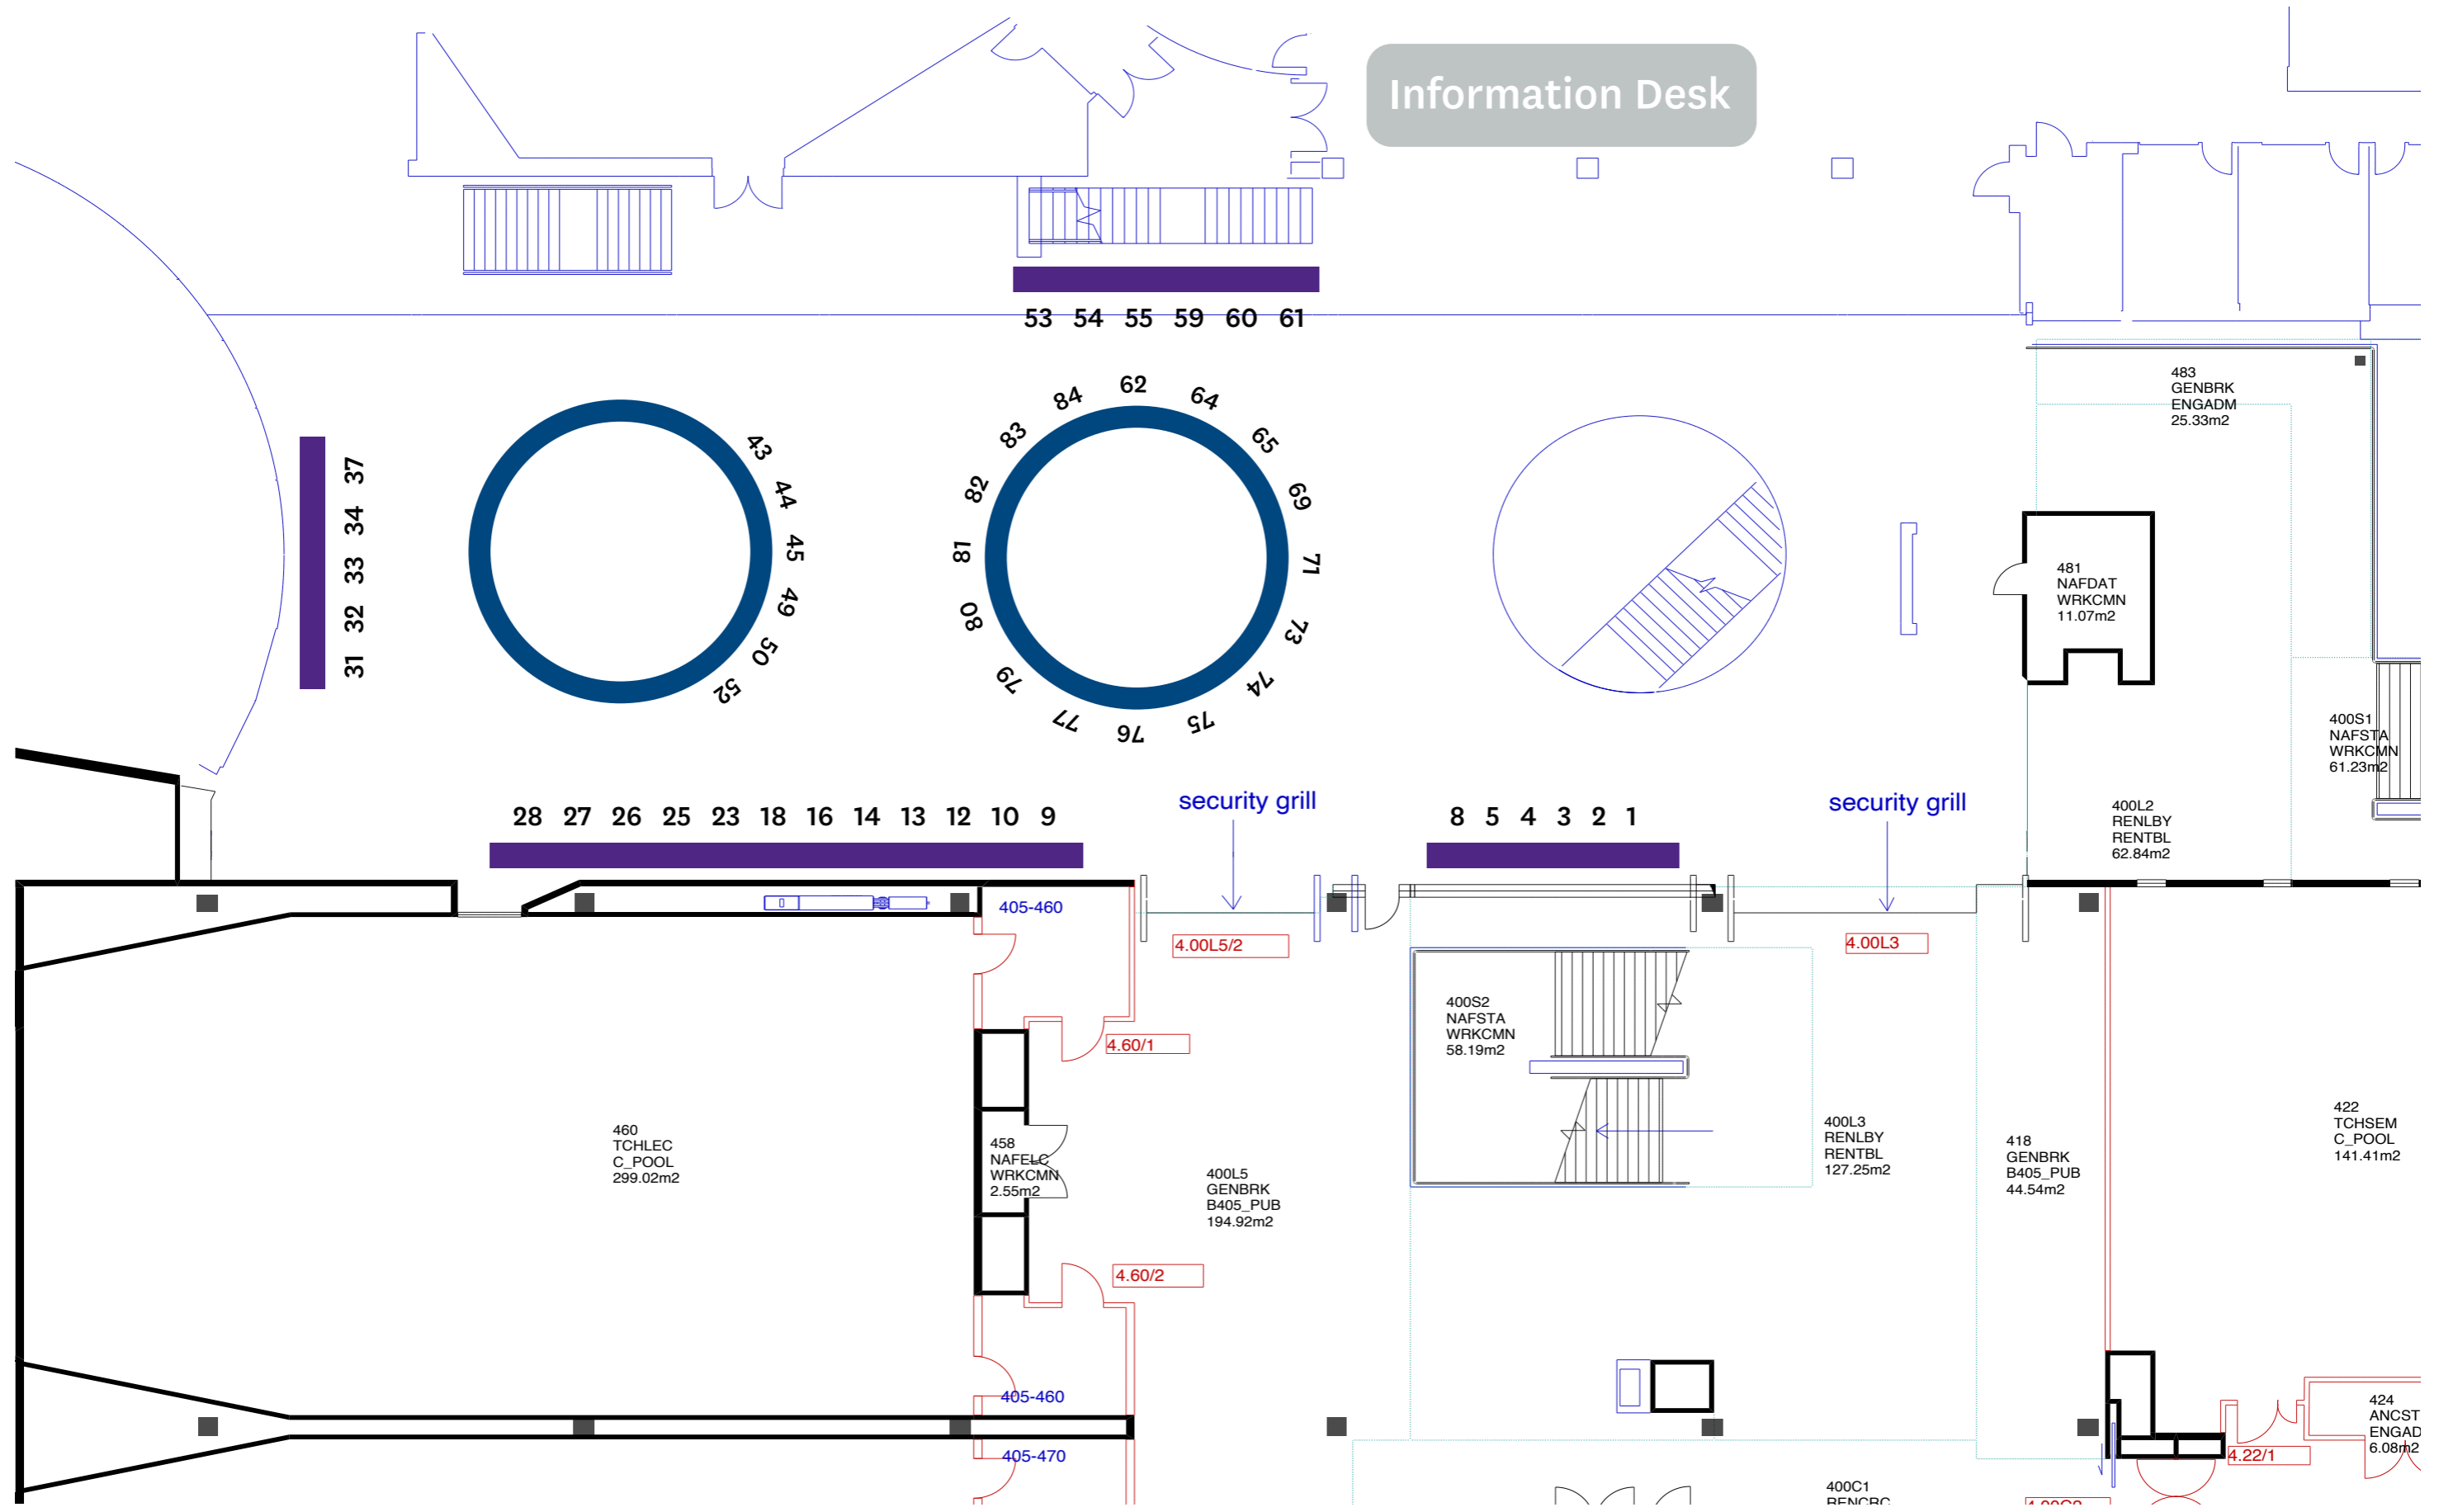 Information Desk
53 54 55 59 60 61
483
GENBRK
ENGADM
25.33m2
62
64
65
69
71
73
74
75
76
77
79
80
81
82
83
84
43
44
45
49
50
52
37
34
33
32
31
481
NAFDAT
WRKCMN
11.07m2
400S1
NAFSTA
WRKCMN
61.23m2
400L2
RENLBY
RENTBL
62.84m2
28 27 26 25 23 18 16 14 13 12 10 9
security grill
8 5 4 3 2 1
security grill
405-460
4.00L5/2
4.00L3
4.60/1
400S2
NAFSTA
WRKCMN
58.19m2
460
TCHLEC
C_POOL
299.02m2
458
NAFELC
WRKCMN
2.55m2
400L5
GENBRK
B405_PUB
194.92m2
400L3
RENLBY
RENTBL
127.25m2
418
GENBRK
B405_PUB
44.54m2
422
TCHSEM
C_POOL
141.41m2
4.60/2
405-460
405-470
424
ANCST
ENGAD
6.08m2
4.22/1
400C1
RENCRC